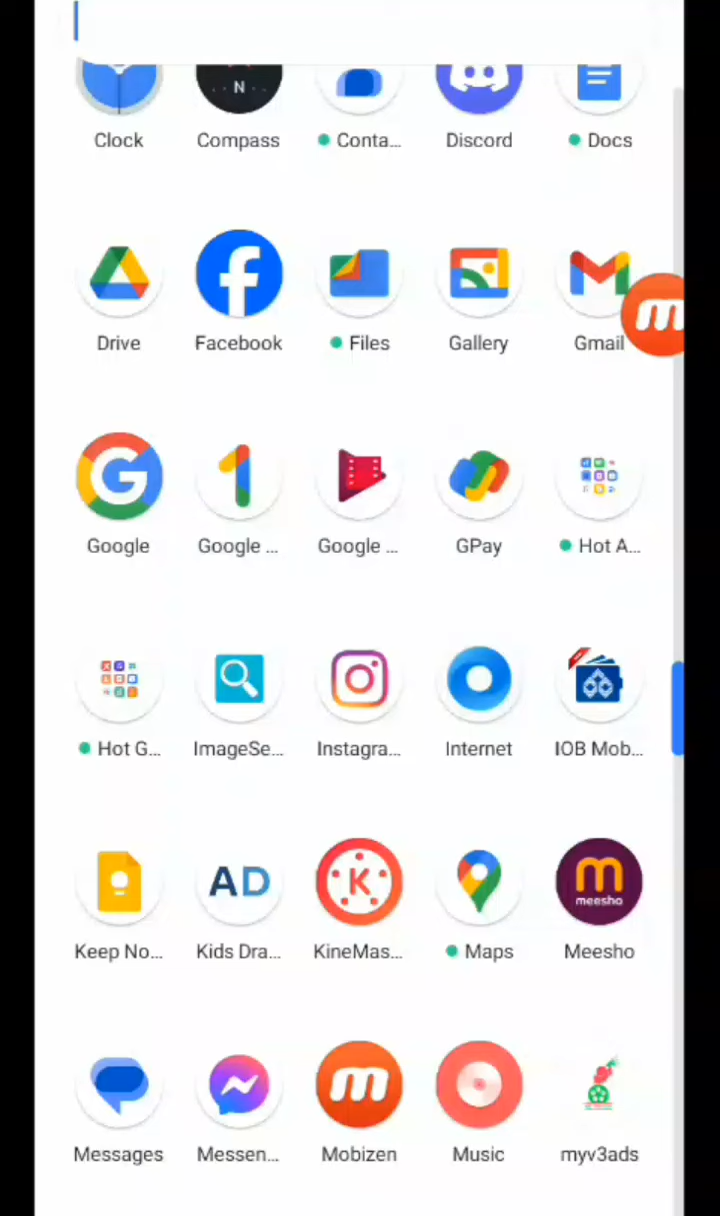 N
Clock Compass Conta... Discord Docs
Drive Facebook Files Gallery Gmail
Google Google ... Google ... GPay Hot A...
Hot G... ImageSe... Instagra... Internet IOB Mob...
AD K m
meesho
Keep No... Kids Dra... KineMas... Maps Meesho
Messages Messen... Mobizen Music myv3ads